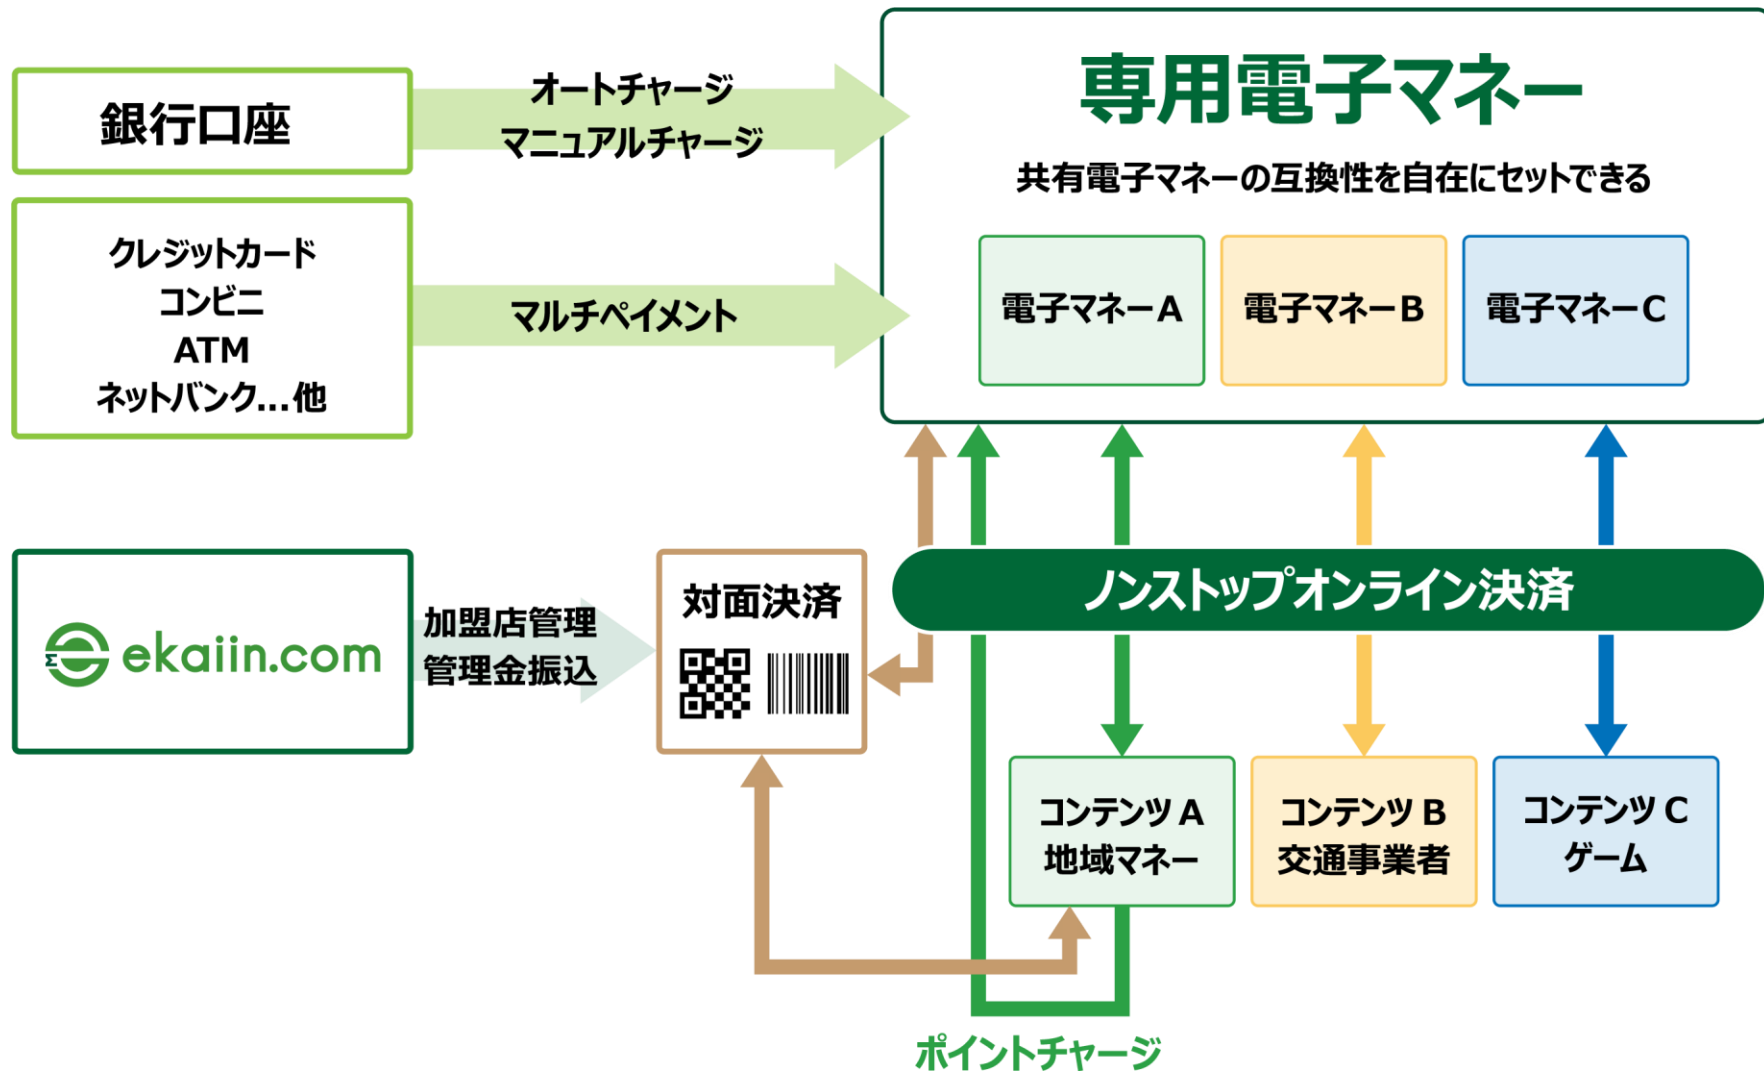 銀行口座
オートチャージ
マニュアルチャージ
専用電子マネー
共有電子マネーの互換性を自在にセットできる
クレジットカード
コンビニ
ATM
ネットバンク...他
マルチペイメント
電子マネーA
電子マネーB
電子マネーC
ekaiin.com
加盟店管理
管理金振込
対面決済
ノンストップオンライン決済
コンテンツ A
地域マネー
コンテンツ B
交通事業者
コンテンツ C
ゲーム
ポイントチャージ